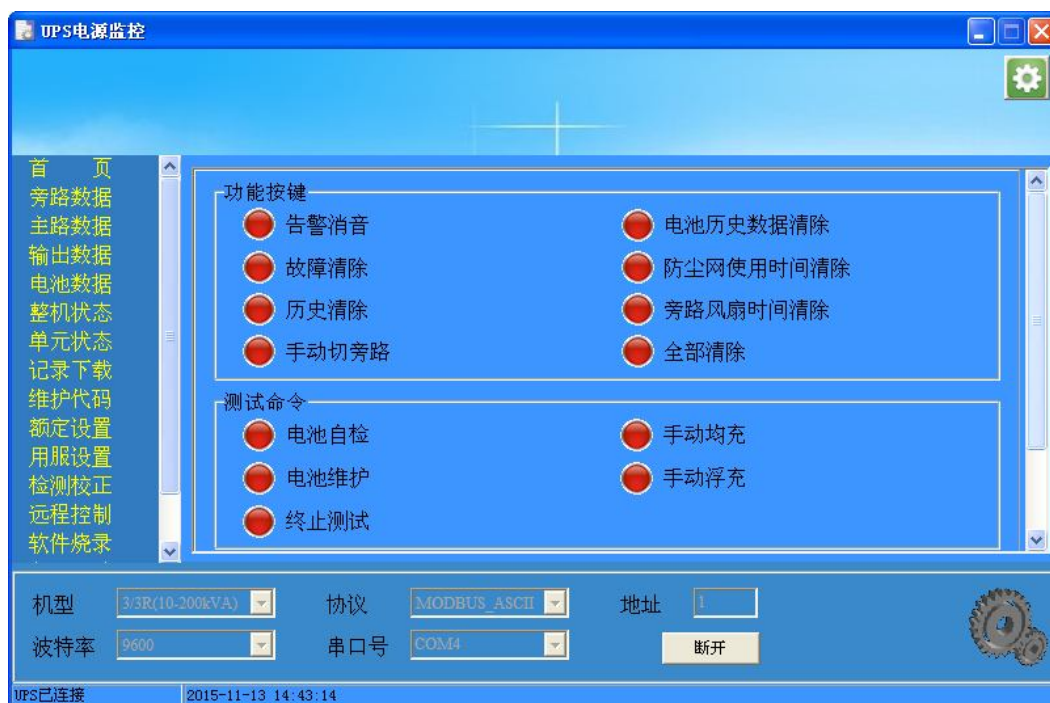 UPS电源监控
首 页
旁路数据
主路数据
输出数据
电池数据
整机状态
单元状态
记录下载
维护代码
额定设置
用服设置
检测校正
远程控制
软件烧录
功能按键
告警消音 电池历史数据清除
故障清除 防尘网使用时间清除
历史清除 旁路风扇时间清除
手动切旁路 全部清除
测试命令
电池自检 手动均充
电池维护 手动浮充
终止测试
机型 3/3R(10-200kVA) 协议 MODBUS_ASCII 地址 1
波特率 9600 串口号 COM4 断开
UPS已连接 2015-11-13 14:43:14